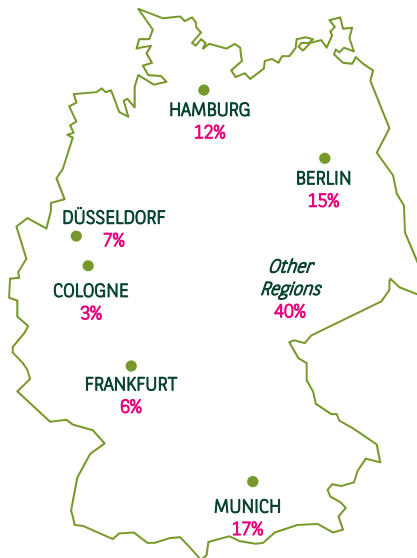 HAMBURG
12%
BERLIN
15%
DÜSSELDORF
7%
COLOGNE
3%
Other
Regions
40%
FRANKFURT
6%
MUNICH
17%